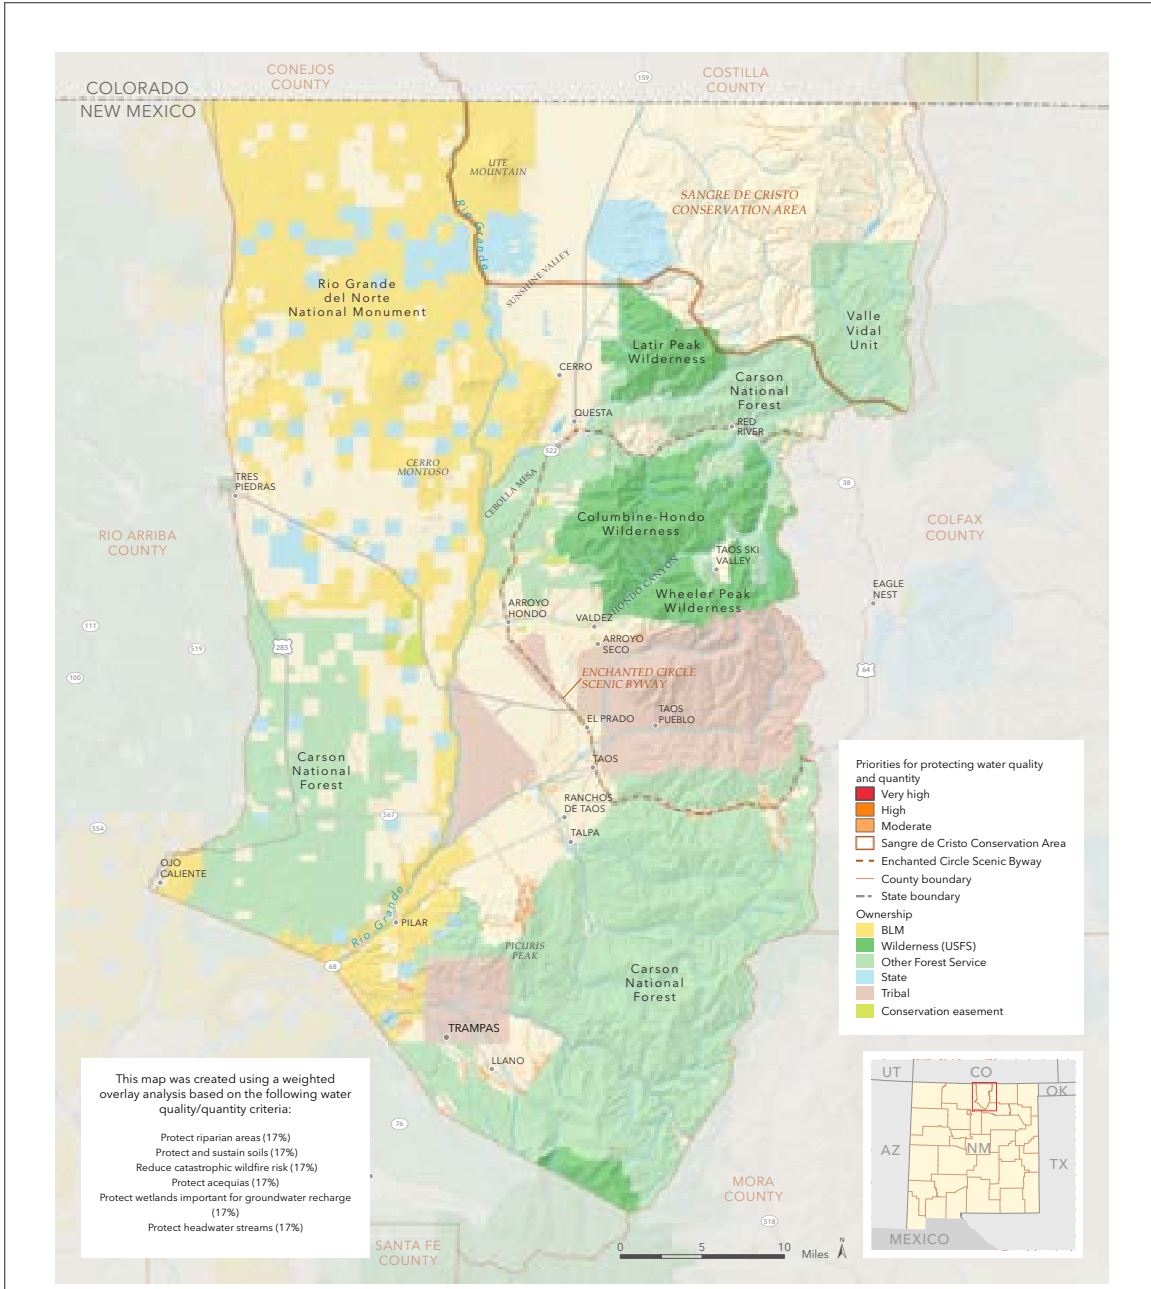 CONEJOS
COUNTY
159
COSTILLA
COUNTY
COLORADO
NEW MEXICO
UTE
MOUNTAIN
SANGRE DE CRISTO
CONSERVATION AREA
Rio Grande
SUNSHINE VALLEY
Rio Grande
del Norte
National Monument
Valle
Vidal
Unit
Latir Peak
Wilderness
CERRO
Carson
National
Forest
QUESTA
RED
RIVER
522
CERRO
MONTOSO
CEBOLLA MESA
TRES
PIEDRAS
38
RIO ARRIBA
COUNTY
Columbine-Hondo
Wilderness
COLFAX
COUNTY
TAOS SKI
VALLEY
HONDO CANYON
EAGLE
NEST
Wheeler Peak
Wilderness
ARROYO
HONDO
VALDEZ
ARROYO
SECO
111
519
285
64
100
ENCHANTED CIRCLE
SCENIC BYWAY
TAOS
PUEBLO
EL PRADO
Carson
National
Forest
TAOS
RANCHOS
DE TAOS
567
554
TALPA
OJO
CALIENTE
Rio Grande
PILAR
PICURIS
PEAK
68
Carson
National
Forest
TRAMPAS
LLANO
76
MORA
COUNTY
518
SANTA FE
COUNTY
Priorities for protecting water quality
and quantity
Very high
High
Moderate
Sangre de Cristo Conservation Area
Enchanted Circle Scenic Byway
County boundary
State boundary
Ownership
BLM
Wilderness (USFS)
Other Forest Service
State
Tribal
Conservation easement
This map was created using a weighted
overlay analysis based on the following water
quality/quantity criteria:
Protect riparian areas (17%)
Protect and sustain soils (17%)
Reduce catastrophic wildfire risk (17%)
Protect acequias (17%)
Protect wetlands important for groundwater recharge
(17%)
Protect headwater streams (17%)
0 5 10 Miles
N
UT
CO
OK
AZ
NM
TX
MEXICO